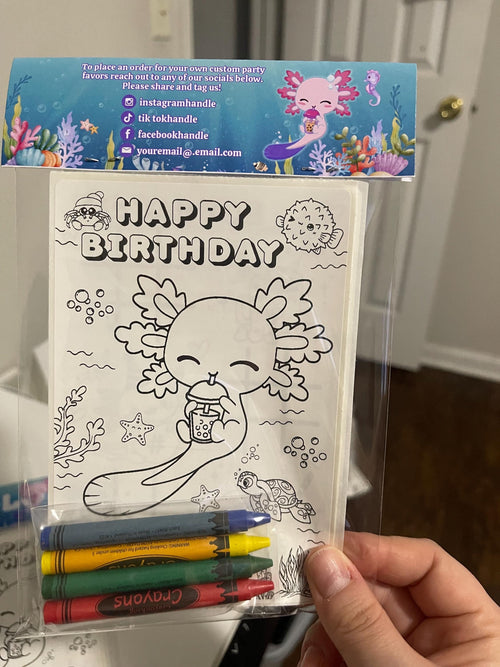 To place an order for your own custom party
favors reach out to any of our socials below.
Please share and tag us!
instagramhandle
tik tokhandle
facebookhandle
youremail@.email.com
HAPPY
BIRTHDAY
Crayons